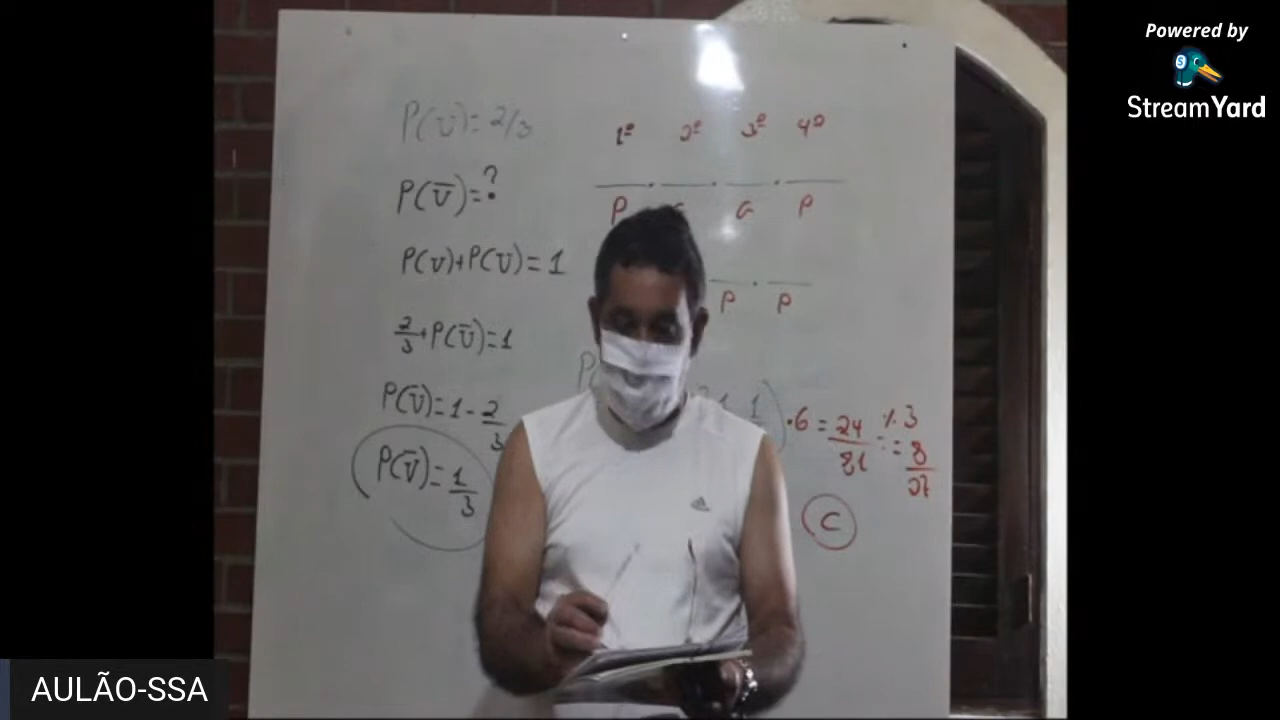 Powered by
StreamYard
P(V)=2/3
P(V̅)=?
P(V)+P(V)=1
2/3+P(V̅)=1
P(V̅)=1-2/3
P(V̅)=1/3
1º 2º 3º 4º
P G G P
P P
·6=24/81 ÷3 = 8/27
C
AULÃO-SSA